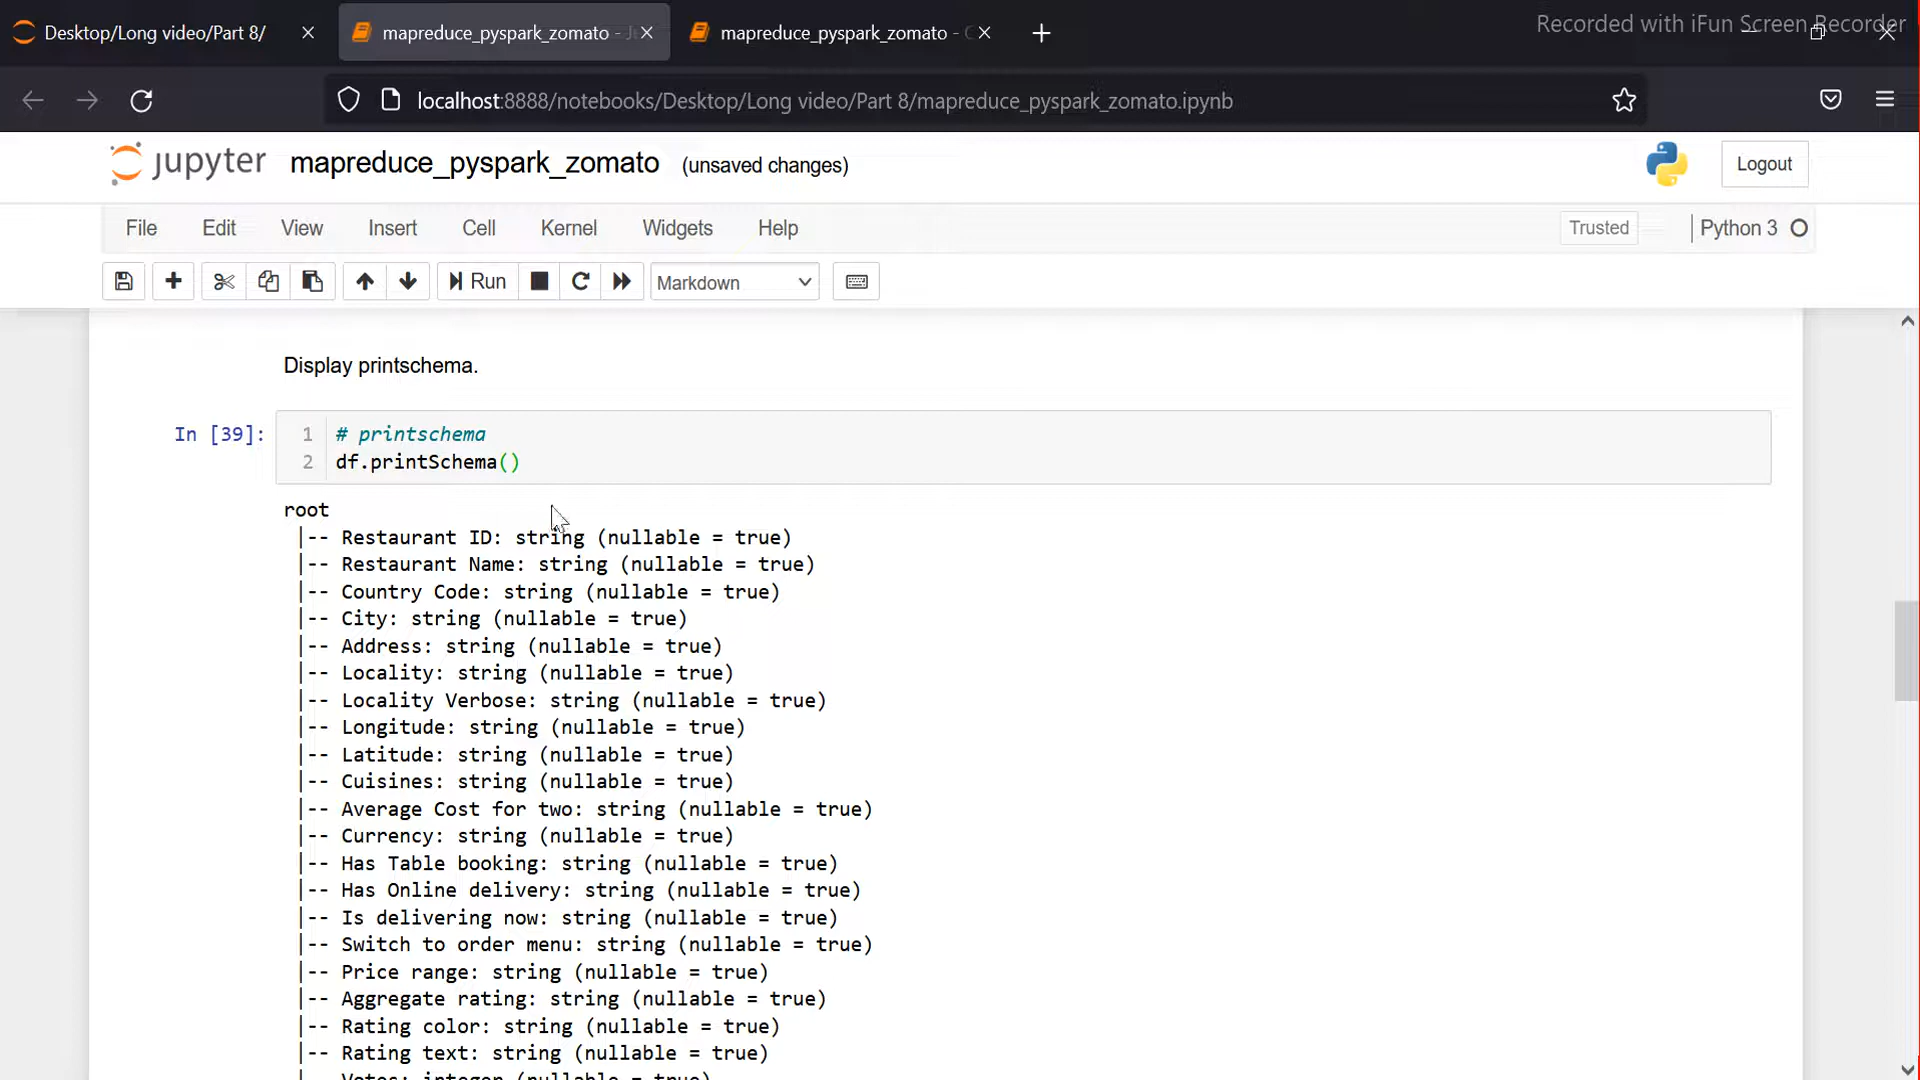 Desktop/Long video/Part 8/
mapreduce_pyspark_zomato - J
mapreduce_pyspark_zomato - C
Recorded with iFun Screen Recorder
localhost:8888/notebooks/Desktop/Long video/Part 8/mapreduce_pyspark_zomato.ipynb
jupyter mapreduce_pyspark_zomato (unsaved changes)
Logout
File Edit View Insert Cell Kernel Widgets Help
Trusted
Python 3
Run
Markdown
Display printschema.
In [39]:
1 # printschema
2 df.printSchema()
root
|-- Restaurant ID: string (nullable = true)
|-- Restaurant Name: string (nullable = true)
|-- Country Code: string (nullable = true)
|-- City: string (nullable = true)
|-- Address: string (nullable = true)
|-- Locality: string (nullable = true)
|-- Locality Verbose: string (nullable = true)
|-- Longitude: string (nullable = true)
|-- Latitude: string (nullable = true)
|-- Cuisines: string (nullable = true)
|-- Average Cost for two: string (nullable = true)
|-- Currency: string (nullable = true)
|-- Has Table booking: string (nullable = true)
|-- Has Online delivery: string (nullable = true)
|-- Is delivering now: string (nullable = true)
|-- Switch to order menu: string (nullable = true)
|-- Price range: string (nullable = true)
|-- Aggregate rating: string (nullable = true)
|-- Rating color: string (nullable = true)
|-- Rating text: string (nullable = true)
|-- Votes: integer (nullable = true)